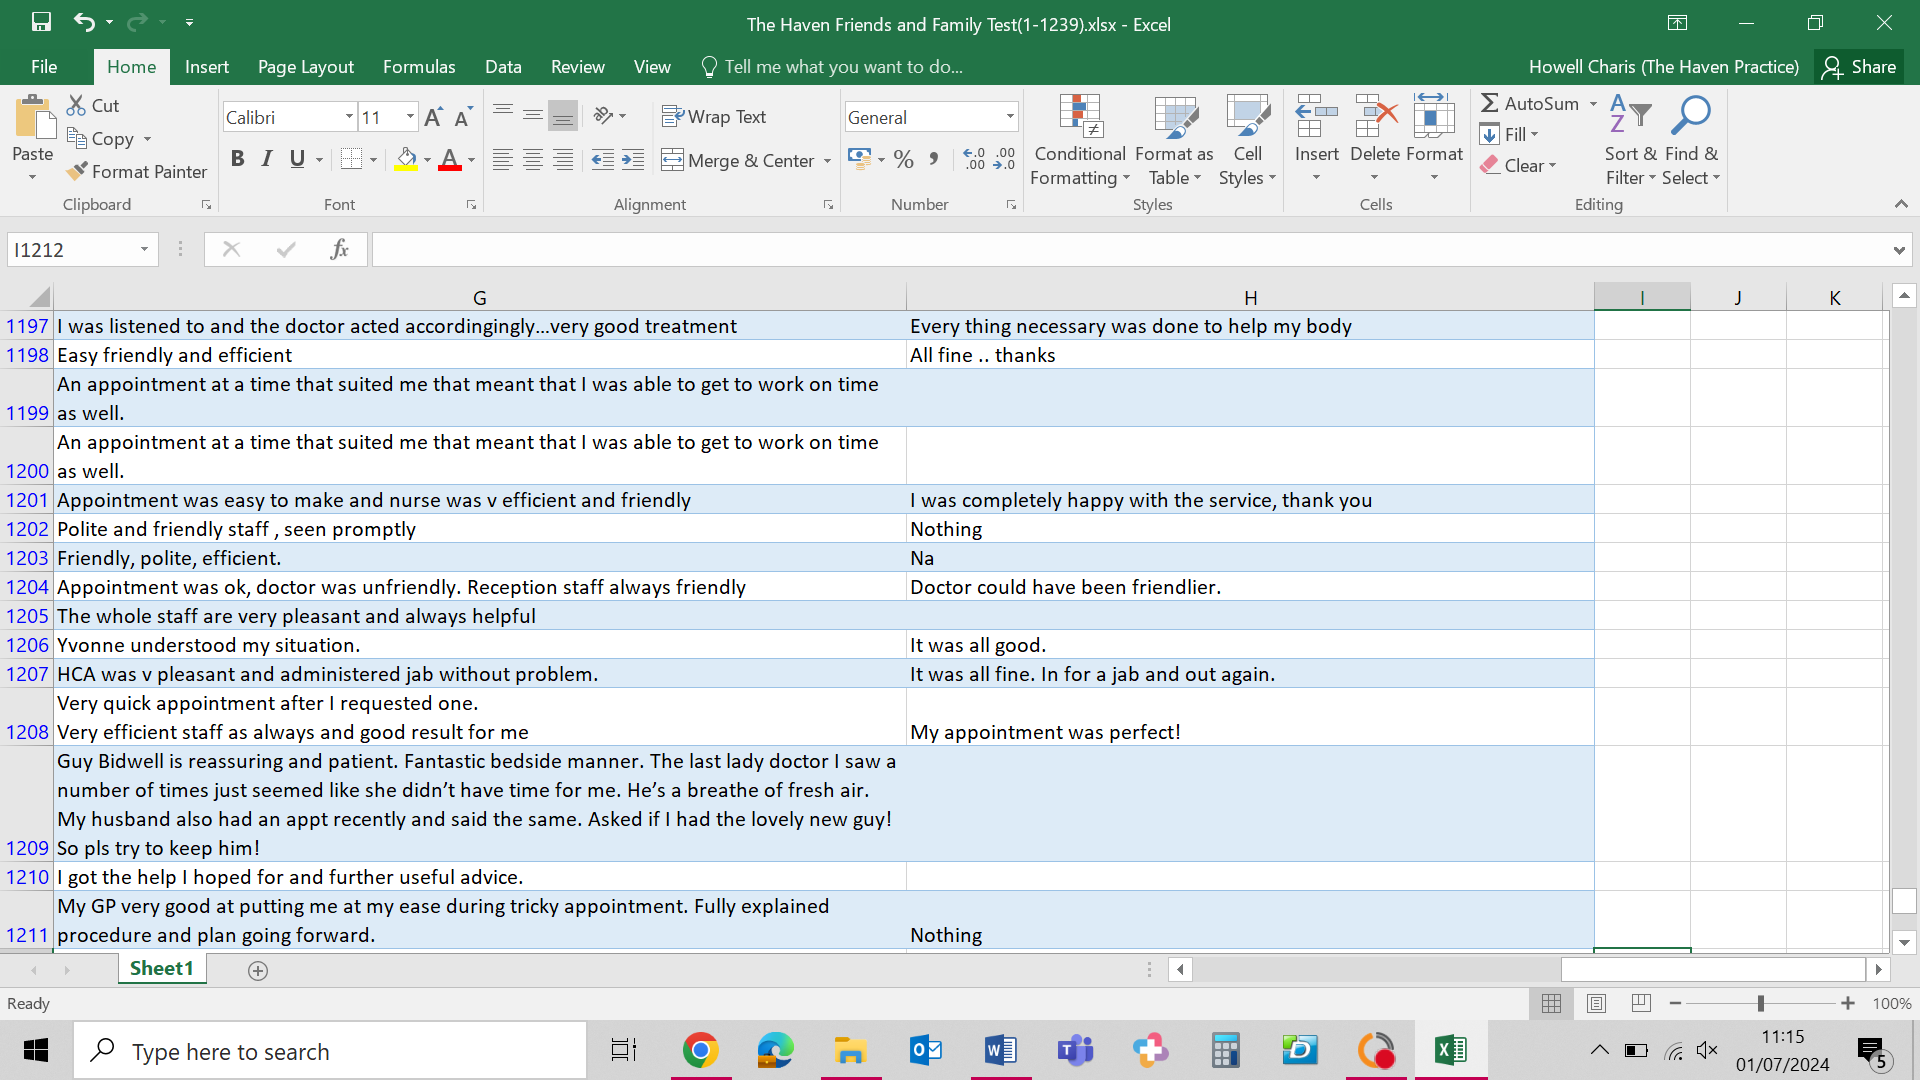 The Haven Friends and Family Test(1-1239).xlsx - Excel
File Home Insert Page Layout Formulas Data Review View Tell me what you want to do... Howell Charis (The Haven Practice) Share
Paste
Cut
Copy
Format Painter
Clipboard
Calibri 11
B I U
Font
Wrap Text
Merge & Center
Alignment
General
Number
Conditional Formatting
Format as Table
Cell Styles
Styles
Insert Delete Format
Cells
AutoSum
Fill
Clear
Sort & Filter
Find & Select
Editing
I1212 fx
G H I J K
1197 I was listened to and the doctor acted accordingingly...very good treatment Every thing necessary was done to help my body
1198 Easy friendly and efficient All fine .. thanks
An appointment at a time that suited me that meant that I was able to get to work on time
1199 as well.
An appointment at a time that suited me that meant that I was able to get to work on time
1200 as well.
1201 Appointment was easy to make and nurse was v efficient and friendly I was completely happy with the service, thank you
1202 Polite and friendly staff , seen promptly Nothing
1203 Friendly, polite, efficient. Na
1204 Appointment was ok, doctor was unfriendly. Reception staff always friendly Doctor could have been friendlier.
1205 The whole staff are very pleasant and always helpful
1206 Yvonne understood my situation. It was all good.
1207 HCA was v pleasant and administered jab without problem. It was all fine. In for a jab and out again.
Very quick appointment after I requested one.
1208 Very efficient staff as always and good result for me My appointment was perfect!
Guy Bidwell is reassuring and patient. Fantastic bedside manner. The last lady doctor I saw a
number of times just seemed like she didn’t have time for me. He’s a breathe of fresh air.
My husband also had an appt recently and said the same. Asked if I had the lovely new guy!
1209 So pls try to keep him!
1210 I got the help I hoped for and further useful advice.
My GP very good at putting me at my ease during tricky appointment. Fully explained
1211 procedure and plan going forward. Nothing
Sheet1
Ready 100%
Type here to search
11:15
01/07/2024
5